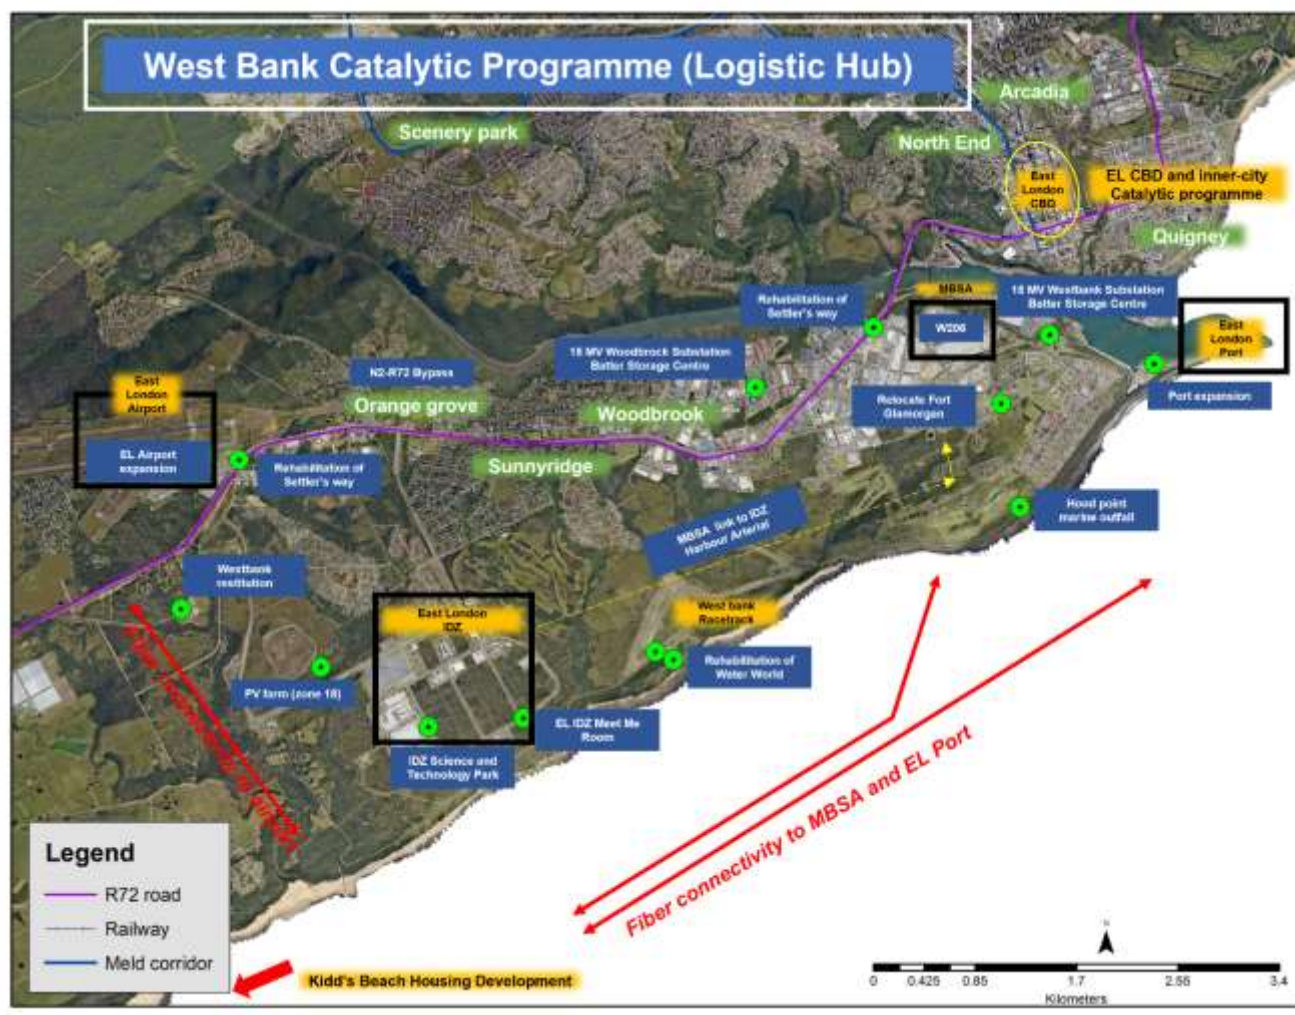 West Bank Catalytic Programme (Logistic Hub)
Arcadia
Scenery park
North End
East
London
CBD
EL CBD and inner-city
Catalytic programme
Quigney
Rehabilitation of
Settler's way
MBSA
W206
18 MV Westbank Substation
Batter Storage Centre
East
London
Port
18 MV Woodbrock Substation
Batter Storage Centre
N2-R72 Bypass
East
London
Airport
Orange grove
Woodbrook
Relocate Fort
Glamorgan
Port expansion
EL Airport
expansion
Rehabilitation of
Settler's way
Sunnyridge
MBSA link to IDZ
Harbour Arterial
Hood point
marine outfall
Westbank
restitution
East London
IDZ
West bank
Racetrack
Rehabilitation of
Water World
PV farm (zone 18)
EL IDZ Meet Me
Room
IDZ Science and
Technology Park
Fiber connectivity to MBSA and EL Port
Legend
R72 road
Railway
Meld corridor
Kidd's Beach Housing Development
N
0 0.425 0.85 1.7 2.55 3.4
Kilometers